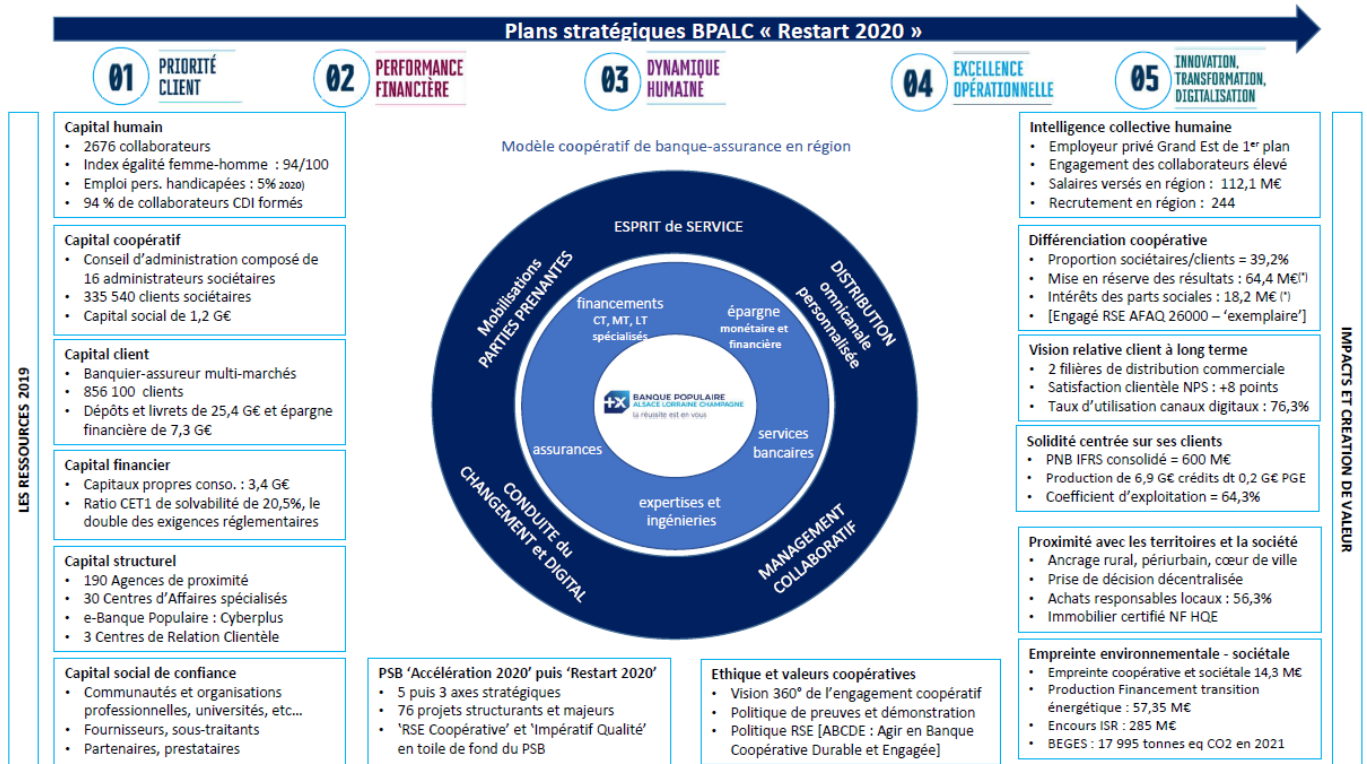 Plans stratégiques BPALC « Restart 2020 »
01 PRIORITÉ
CLIENT
02 PERFORMANCE
FINANCIÈRE
03 DYNAMIQUE
HUMAINE
04 EXCELLENCE
OPÉRATIONNELLE
05 INNOVATION,
TRANSFORMATION,
DIGITALISATION
LES RESSOURCES 2019
Capital humain
• 2676 collaborateurs
• Index égalité femme-homme : 94/100
• Emploi pers. handicapées : 5% 2020)
• 94 % de collaborateurs CDI formés
Capital coopératif
• Conseil d’administration composé de
16 administrateurs sociétaires
• 335 540 clients sociétaires
• Capital social de 1,2 G€
Capital client
• Banquier-assureur multi-marchés
• 856 100 clients
• Dépôts et livrets de 25,4 G€ et épargne
financière de 7,3 G€
Capital financier
• Capitaux propres conso. : 3,4 G€
• Ratio CET1 de solvabilité de 20,5%, le
double des exigences réglementaires
Capital structurel
• 190 Agences de proximité
• 30 Centres d’Affaires spécialisés
• e-Banque Populaire : Cyberplus
• 3 Centres de Relation Clientèle
Capital social de confiance
• Communautés et organisations
professionnelles, universités, etc…
• Fournisseurs, sous-traitants
• Partenaires, prestataires
Modèle coopératif de banque-assurance en région
ESPRIT de SERVICE
Mobilisations
PARTIES PRENANTES
DISTRIBUTION
omnicanale
personnalisée
financements
CT, MT, LT
spécialisés
épargne
monétaire et
financière
BANQUE POPULAIRE
ALSACE LORRAINE CHAMPAGNE
la réussite est en vous
assurances
services
bancaires
expertises et
ingénieries
CONDUITE du
CHANGEMENT et DIGITAL
MANAGEMENT
COLLABORATIF
PSB ‘Accélération 2020’ puis ‘Restart 2020’
• 5 puis 3 axes stratégiques
• 76 projets structurants et majeurs
• ‘RSE Coopérative’ et ‘Impératif Qualité’
en toile de fond du PSB
Ethique et valeurs coopératives
• Vision 360° de l’engagement coopératif
• Politique de preuves et démonstration
• Politique RSE [ABCDE : Agir en Banque
Coopérative Durable et Engagée]
Intelligence collective humaine
• Employeur privé Grand Est de 1er plan
• Engagement des collaborateurs élevé
• Salaires versés en région : 112,1 M€
• Recrutement en région : 244
Différenciation coopérative
• Proportion sociétaires/clients = 39,2%
• Mise en réserve des résultats : 64,4 M€(*)
• Intérêts des parts sociales : 18,2 M€ (*)
• [Engagé RSE AFAQ 26000 – ‘exemplaire’]
Vision relative client à long terme
• 2 filières de distribution commerciale
• Satisfaction clientèle NPS : +8 points
• Taux d’utilisation canaux digitaux : 76,3%
Solidité centrée sur ses clients
• PNB IFRS consolidé = 600 M€
• Production de 6,9 G€ crédits dt 0,2 G€ PGE
• Coefficient d’exploitation = 64,3%
Proximité avec les territoires et la société
• Ancrage rural, périurbain, cœur de ville
• Prise de décision décentralisée
• Achats responsables locaux : 56,3%
• Immobilier certifié NF HQE
Empreinte environnementale - sociétale
• Empreinte coopérative et sociétale 14,3 M€
• Production Financement transition
énergétique : 57,35 M€
• Encours ISR : 285 M€
• BEGES : 17 995 tonnes eq CO2 en 2021
IMPACTS ET CREATION DE VALEUR